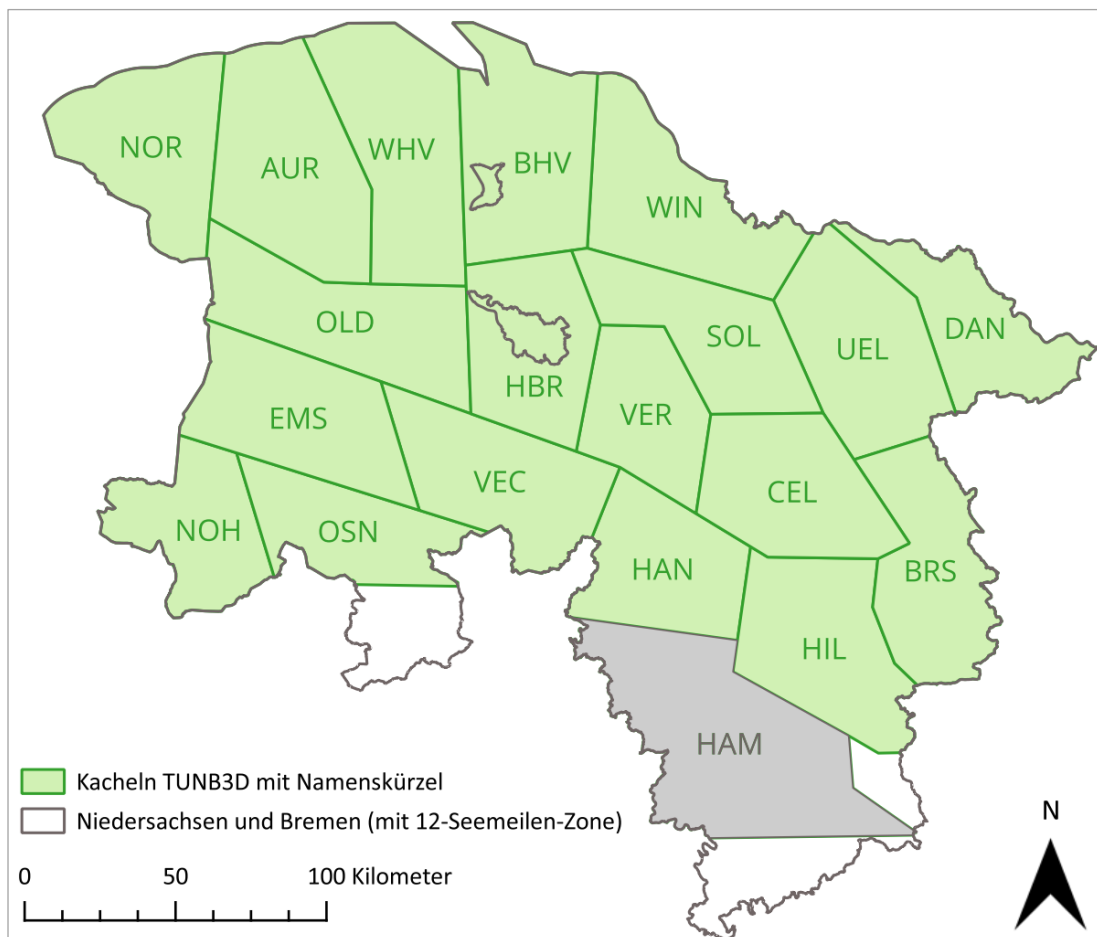 NOR
AUR
WHV
BHV
WIN
OLD
SOL
UEL
DAN
HBR
EMS
VER
VEC
CEL
NOH
OSN
HAN
BRS
HIL
HAM
Kacheln TUNB3D mit Namenskürzel
Niedersachsen und Bremen (mit 12-Seemeilen-Zone)
N
0 50 100 Kilometer